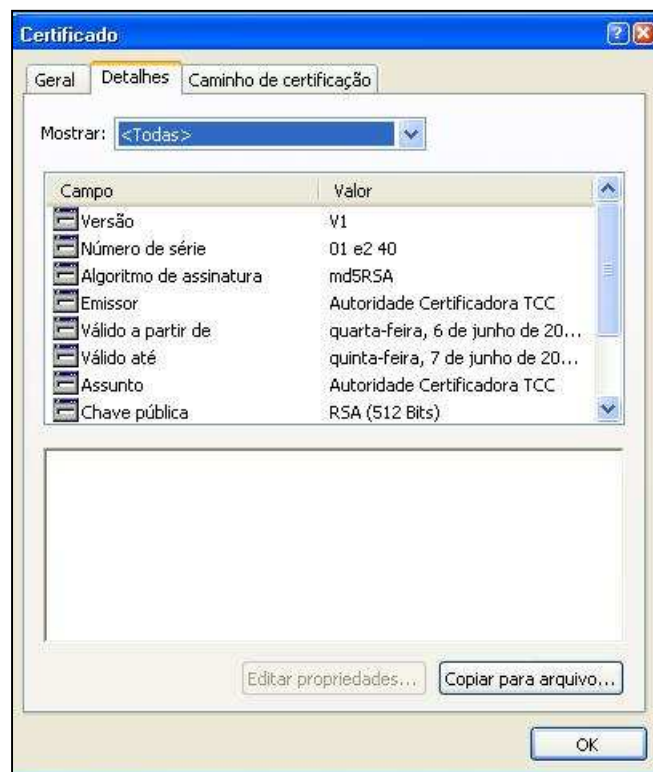 Certificado
Geral Detalhes Caminho de certificação
Mostrar: <Todas>
Campo Valor
Versão V1
Número de série 01 e2 40
Algoritmo de assinatura md5RSA
Emissor Autoridade Certificadora TCC
Válido a partir de quarta-feira, 6 de junho de 20...
Válido até quinta-feira, 7 de junho de 20...
Assunto Autoridade Certificadora TCC
Chave pública RSA (512 Bits)
Editar propriedades... Copiar para arquivo...
OK